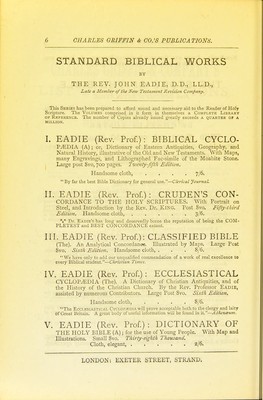 6 CHARLES GRIFFIN & CO.'S PUBLICATIONS.
STANDARD BIBLICAL WORKS
BY
THE REV. JOHN EADIE, D.D., LL.D.,
Late a Member of the New Testament Revision Company.
This SERIES has been prepared to afford sound and necessary aid to the Reader of Holy
Scripture. The VOLUMES comprised in it form in themselves a COMPLETE LIBRARY
OF REFERENCE. The number of Copies already issued greatly exceeds A QUARTER OF A
MILLION.
I. EADIE (Rev. Prof.): BIBLICAL CYCLO-
PÆDIA (A); or, Dictionary of Eastern Antiquities, Geography, and
Natural History, illustrative of the Old and New Testaments. With Maps,
many Engravings, and Lithographed Fac-simile of the Moabite Stone.
Large post 8vo, 700 pages. Twenty-fifth Edition.
Handsome cloth, . . . . 7/6.
"By far the best Bible Dictionary for general use."—Clerical Journal.
II. EADIE (Rev. Prof.): CRUDEN'S CON-
CORDANCE TO THE HOLY SCRIPTURES. With Portrait on
Steel, and Introduction by the Rev. Dr. KING. Post 8vo. Fifty-third
Edition. Handsome cloth, . . . . 3/6.
*** Dr. EADIE'S has long and deservedly borne the reputation of being the COM-
PLETEST and BEST CONCORDANCE extant.
III. EADIE (Rev. Prof.): CLASSIFIED BIBLE
(The). An Analytical Concordance. Illustrated by Maps. Large Post
8vo. Sixth Edition. Handsome cloth, . . . 8/6.
"We have only to add our unqualified commendation of a work of real excellence to
every Biblical student."—Christian Times.
IV. EADIE (Rev. Prof.): ECCLESIASTICAL
CYCLOPÆDIA (The). A Dictionary of Christian Antiquities, and of
the History of the Christian Church. By the Rev. Professor EADIE,
assisted by numerous Contributors. Large Post 8vo. Sixth Edition.
Handsome cloth, . . . . 8/6.
"The ECCLESIASTICAL CYCLOPÆDIA will prove acceptable both to the clergy and laity
of Great Britain. A great body of useful information will be found in it."—Athenæum.
V. EADIE (Rev. Prof.): DICTIONARY OF
THE HOLY BIBLE (A); for the use of Young People. With Map and
Illustrations. Small 8vo. Thirty-eighth Thousand.
Cloth, elegant, . . . . 2/6.
LONDON: EXETER STREET, STRAND.